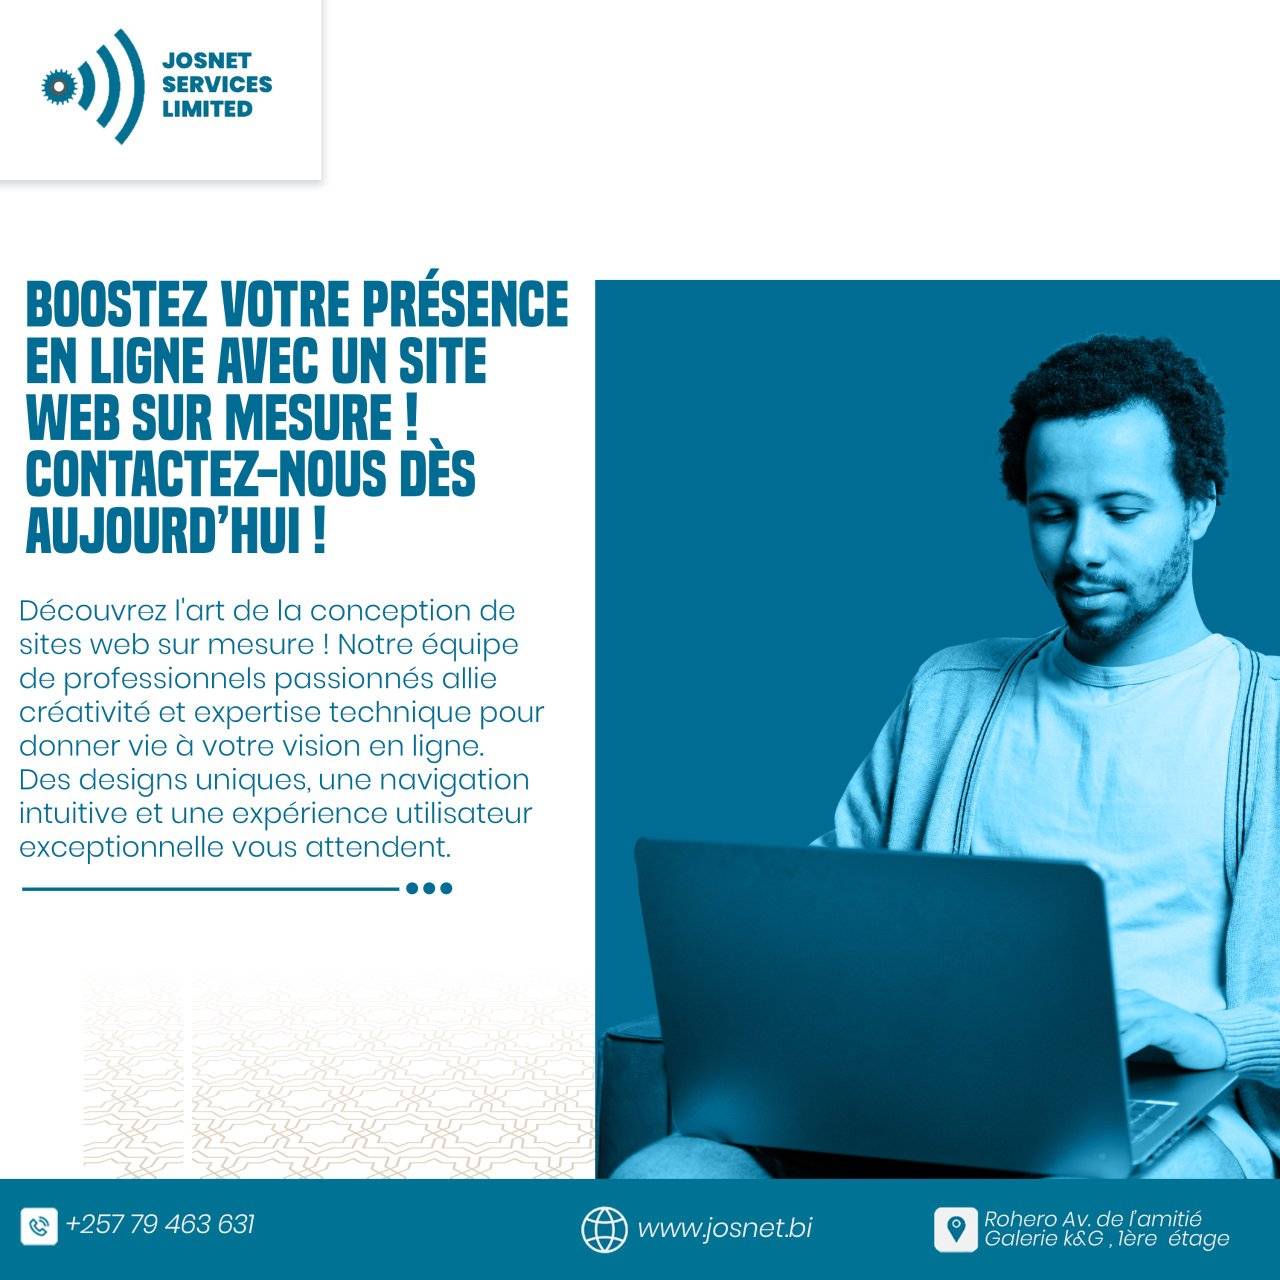 JOSNET
SERVICES
LIMITED
BOOSTEZ VOTRE PRÉSENCE
EN LIGNE AVEC UN SITE
WEB SUR MESURE !
CONTACTEZ-NOUS DÈS
AUJOURD'HUI !
Découvrez l'art de la conception de
sites web sur mesure ! Notre équipe
de professionnels passionnés allie
créativité et expertise technique pour
donner vie à votre vision en ligne.
Des designs uniques, une navigation
intuitive et une expérience utilisateur
exceptionnelle vous attendent.
+257 79 463 631
www.josnet.bi
Rohero Av. de l'amitié
Galerie k&G , 1ère étage